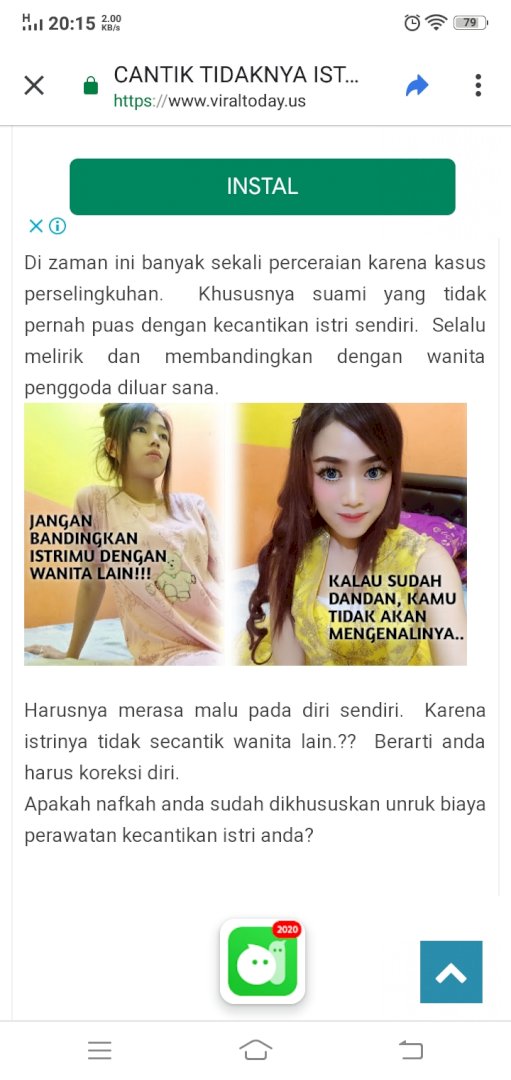 H 20:15 2.00 KB/s 79
CANTIK TIDAKNYA IST...
https://www.viraltoday.us
INSTAL
Di zaman ini banyak sekali perceraian karena kasus
perselingkuhan. Khususnya suami yang tidak
pernah puas dengan kecantikan istri sendiri. Selalu
melirik dan membandingkan dengan wanita
penggoda diluar sana.
JANGAN
BANDINGKAN
ISTRIMU DENGAN
WANITA LAIN!!!
KALAU SUDAH
DANDAN, KAMU
TIDAK AKAN
MENGENALINYA..
Harusnya merasa malu pada diri sendiri. Karena
istrinya tidak secantik wanita lain.?? Berarti anda
harus koreksi diri.
Apakah nafkah anda sudah dikhususkan unruk biaya
perawatan kecantikan istri anda?
2020